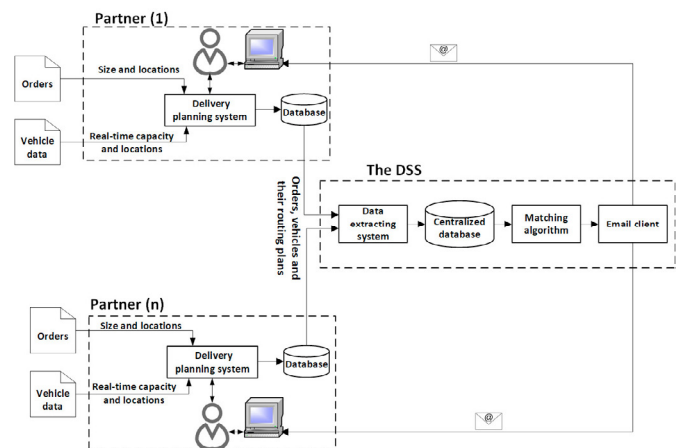 Partner (1)
Orders
Size and locations
Vehicle
data
Real-time capacity
and locations
Delivery
planning system
Database
@
Orders, vehicles and
their routing plans
The DSS
Data
extracting
system
Centralized
database
Matching
algorithm
Email client
Partner (n)
Orders
Size and locations
Vehicle
data
Real-time capacity
and locations
Delivery
planning system
Database
@